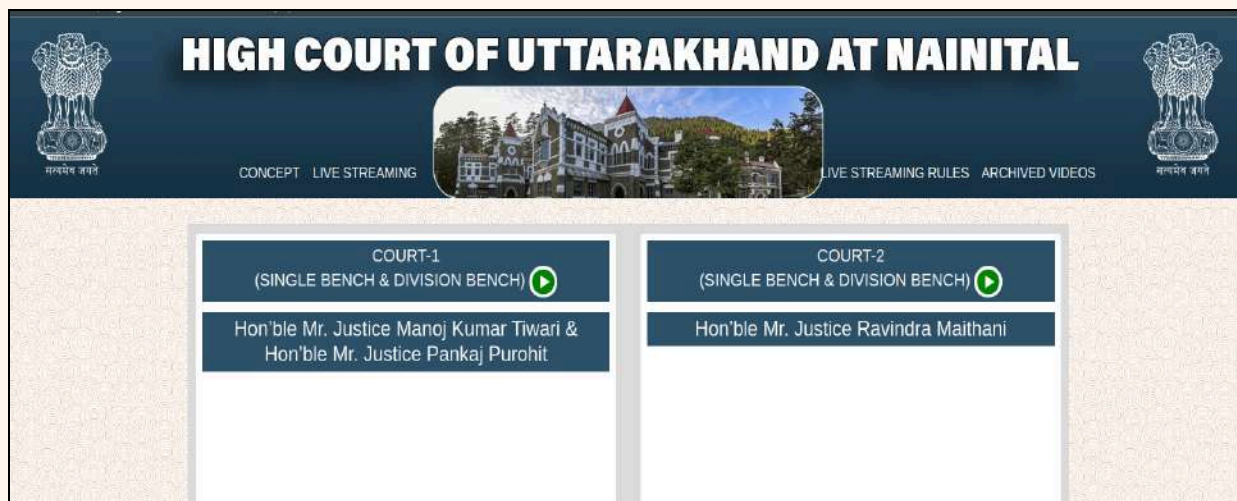 HIGH COURT OF UTTARAKHAND AT NAINITAL
सत्यमेव जयते
CONCEPT LIVE STREAMING
LIVE STREAMING RULES ARCHIVED VIDEOS
सत्यमेव जयते
COURT-1
(SINGLE BENCH & DIVISION BENCH)
Hon'ble Mr. Justice Manoj Kumar Tiwari &
Hon'ble Mr. Justice Pankaj Purohit
COURT-2
(SINGLE BENCH & DIVISION BENCH)
Hon'ble Mr. Justice Ravindra Maithani